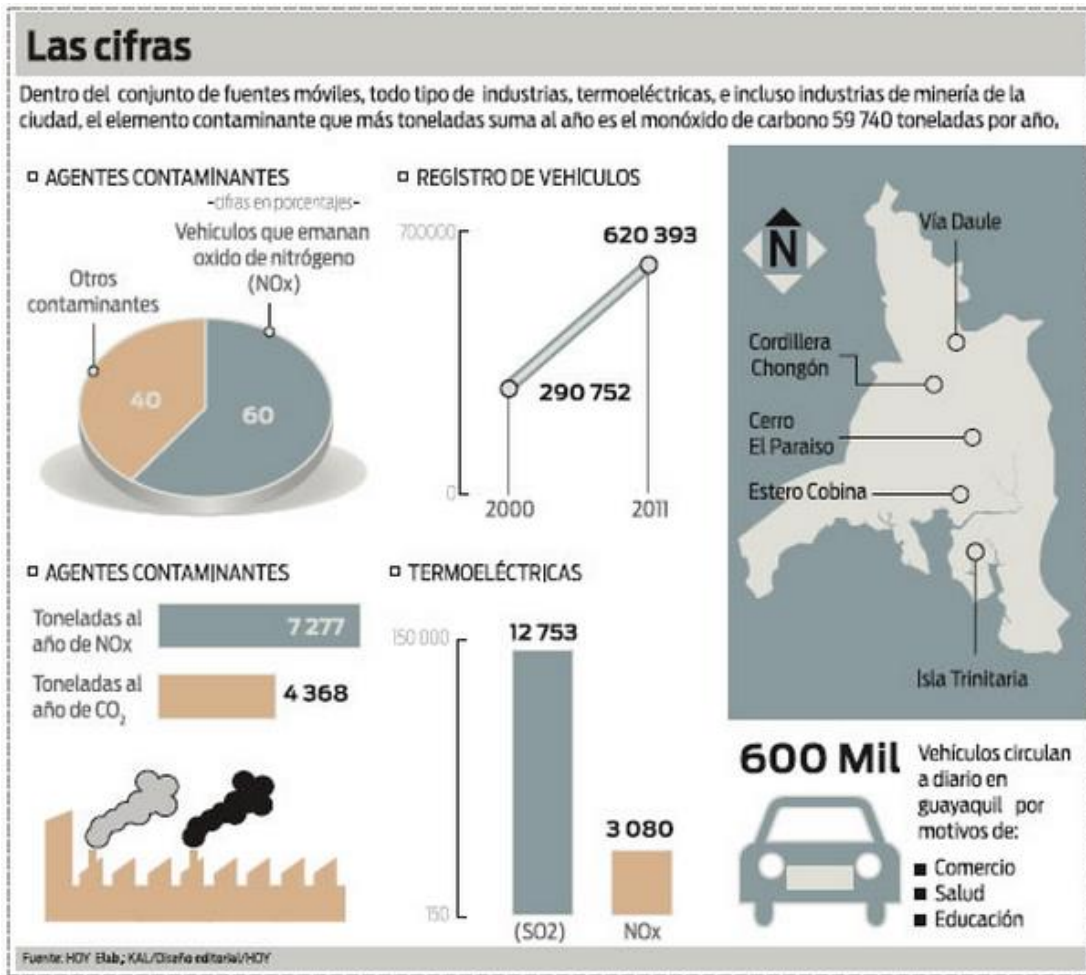 Las cifras
Dentro del conjunto de fuentes móviles, todo tipo de industrias, termoeléctricas, e incluso industrias de minería de la
ciudad, el elemento contaminante que más toneladas suma al año es el monóxido de carbono 59 740 toneladas por año.
AGENTES CONTAMINANTES
-cifras en porcentajes-
Vehículos que emanan
oxido de nitrógeno
(NOx)
Otros
contaminantes
40
60
REGISTRO DE VEHÍCULOS
700000
620 393
290 752
0
2000
2011
AGENTES CONTAMINANTES
Toneladas al
año de NOx
7 277
Toneladas al
año de CO₂
4 368
TERMOELÉCTRICAS
150 000
12 753
3 080
150
(SO2)
NOx
N
Vía Daule
Cordillera
Chongón
Cerro
El Paraiso
Estero Cobina
Isla Trinitaria
600 Mil
Vehículos circulan
a diario en
guayaquil por
motivos de:
Comercio
Salud
Educación
Fuente: HOY Elab.; KAL/Diseño editorial/HOY